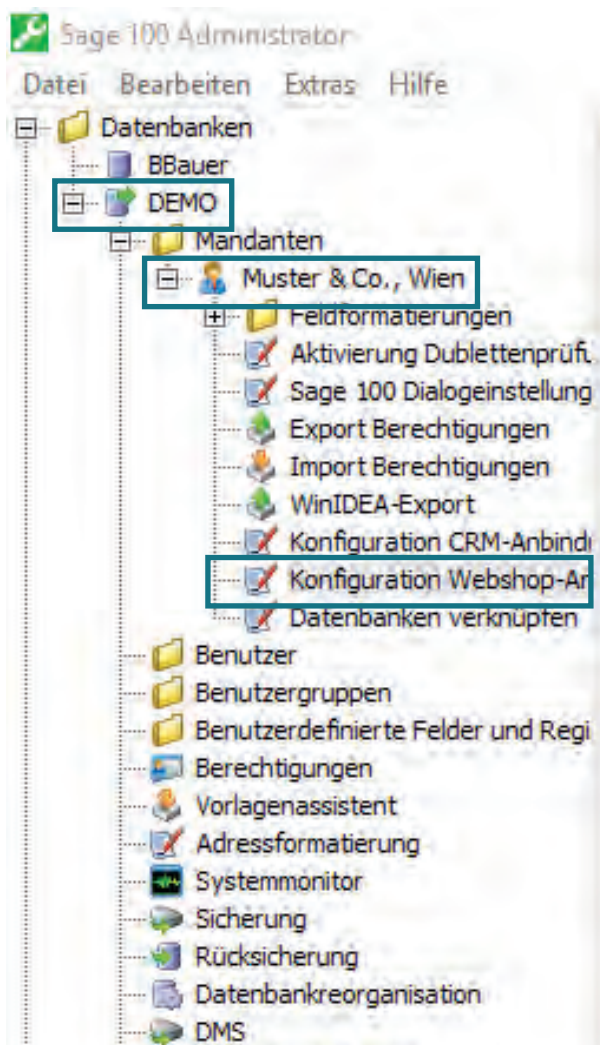 Sage 100 Administrator
Datei Bearbeiten Extras Hilfe
Datenbanken
BBauer
DEMO
Mandanten
Muster & Co., Wien
Feldformatierungen
Aktivierung Dublettenprüfu
Sage 100 Dialogeinstellung
Export Berechtigungen
Import Berechtigungen
WinIDEA-Export
Konfiguration CRM-Anbind
Konfiguration Webshop-An
Datenbanken verknüpfen
Benutzer
Benutzergruppen
Benutzerdefinierte Felder und Regi
Berechtigungen
Vorlagenassistent
Adressformatierung
Systemmonitor
Sicherung
Rücksicherung
Datenbankreorganisation
DMS